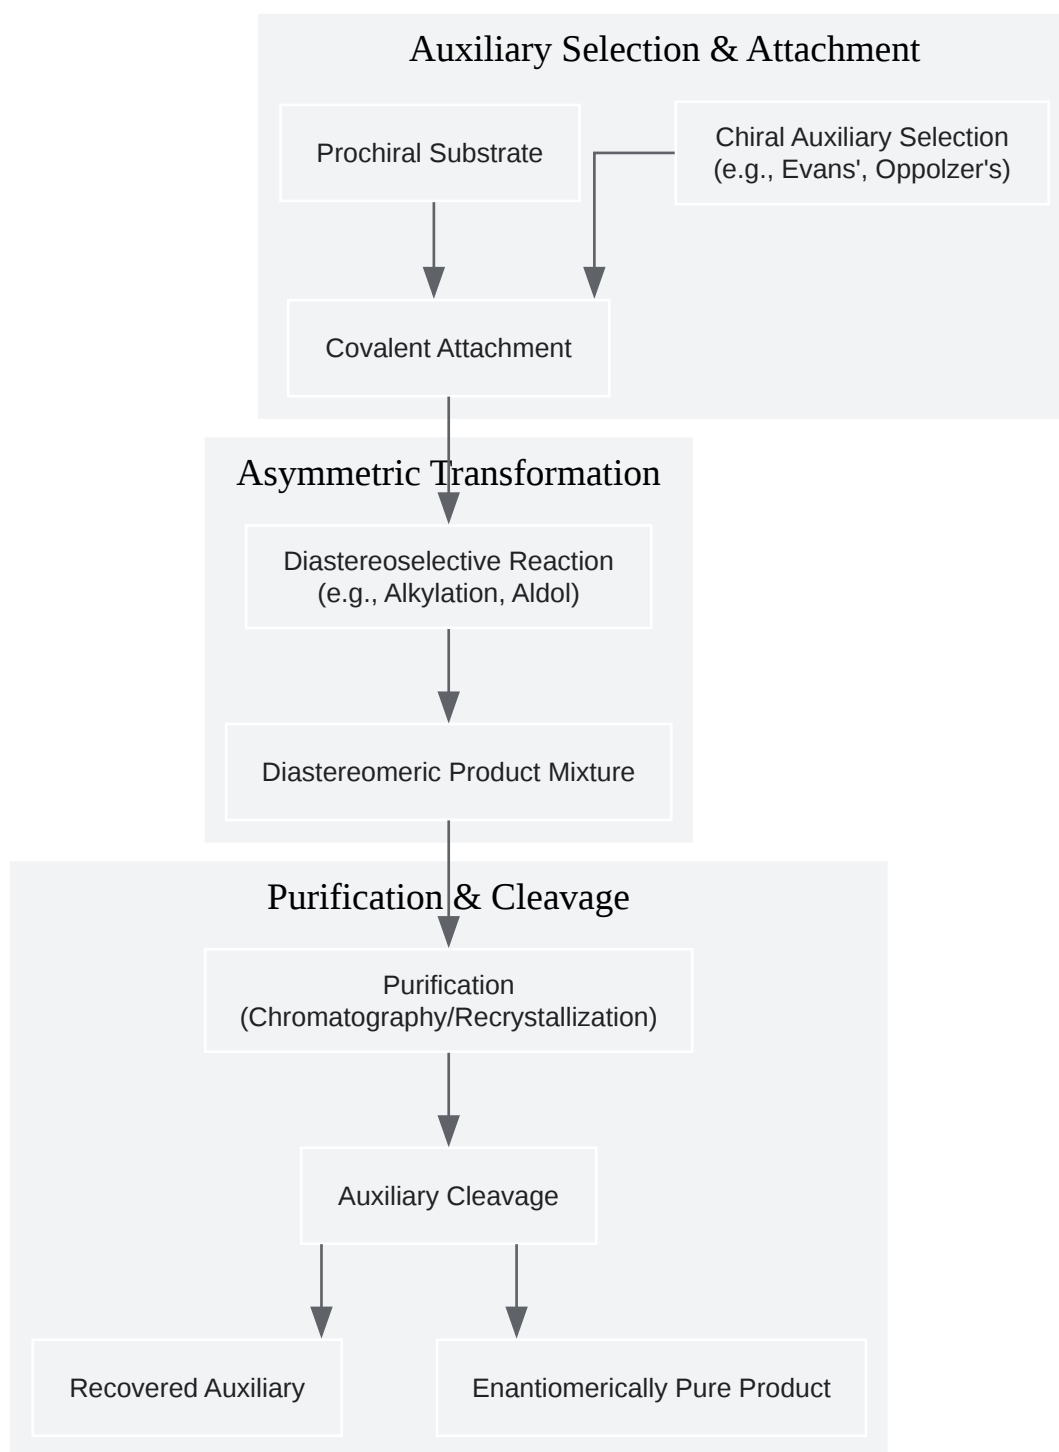 Auxiliary Selection & Attachment
Prochiral Substrate
Chiral Auxiliary Selection
(e.g., Evans', Oppolzer's)
Covalent Attachment
Asymmetric Transformation
Diastereoselective Reaction
(e.g., Alkylation, Aldol)
Diastereomeric Product Mixture
Purification & Cleavage
Purification
(Chromatography/Recrystallization)
Auxiliary Cleavage
Recovered Auxiliary
Enantiomerically Pure Product